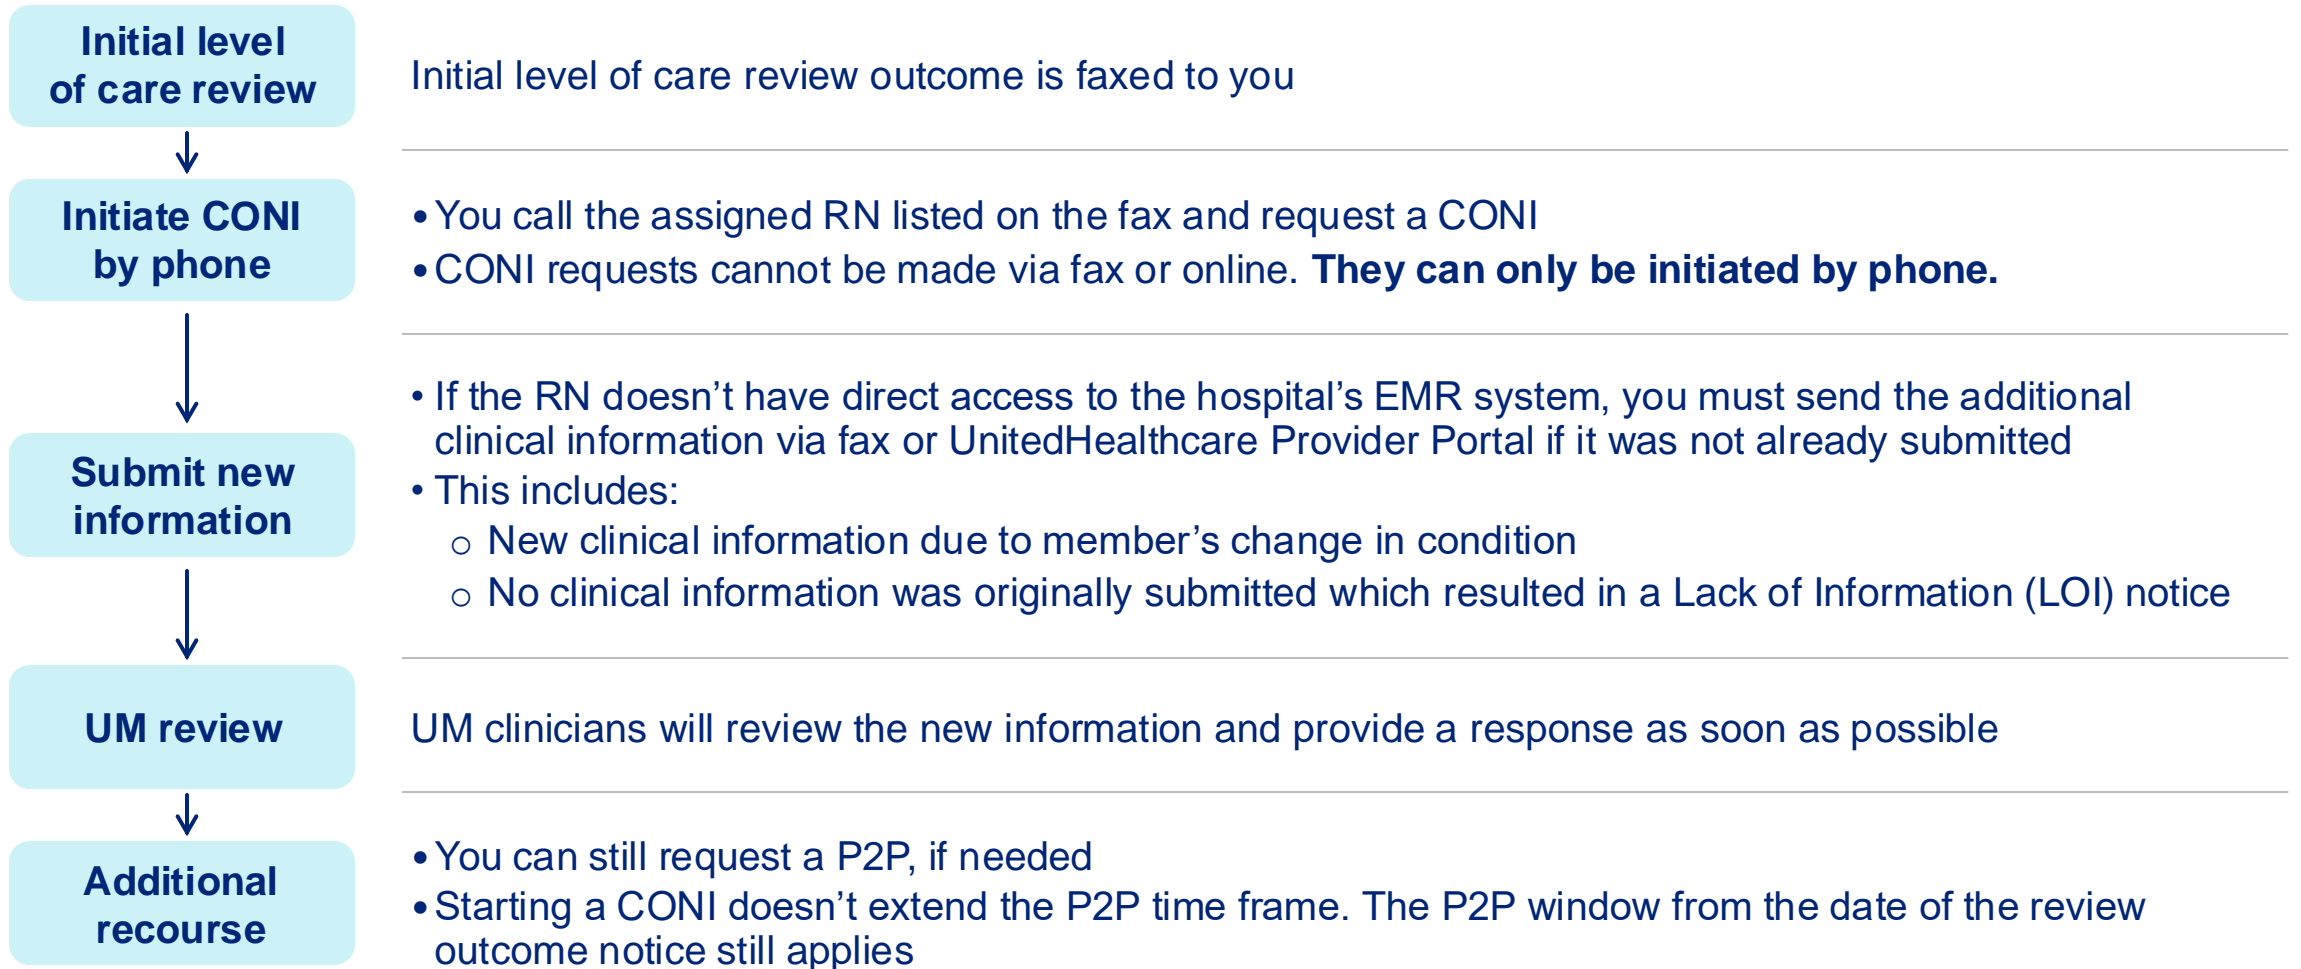 Initial level
of care review
Initial level of care review outcome is faxed to you
Initiate CONI
by phone
• You call the assigned RN listed on the fax and request a CONI
• CONI requests cannot be made via fax or online. They can only be initiated by phone.
Submit new
information
• If the RN doesn’t have direct access to the hospital’s EMR system, you must send the additional
clinical information via fax or UnitedHealthcare Provider Portal if it was not already submitted
• This includes:
o New clinical information due to member’s change in condition
o No clinical information was originally submitted which resulted in a Lack of Information (LOI) notice
UM review
UM clinicians will review the new information and provide a response as soon as possible
Additional
recourse
• You can still request a P2P, if needed
• Starting a CONI doesn’t extend the P2P time frame. The P2P window from the date of the review
outcome notice still applies